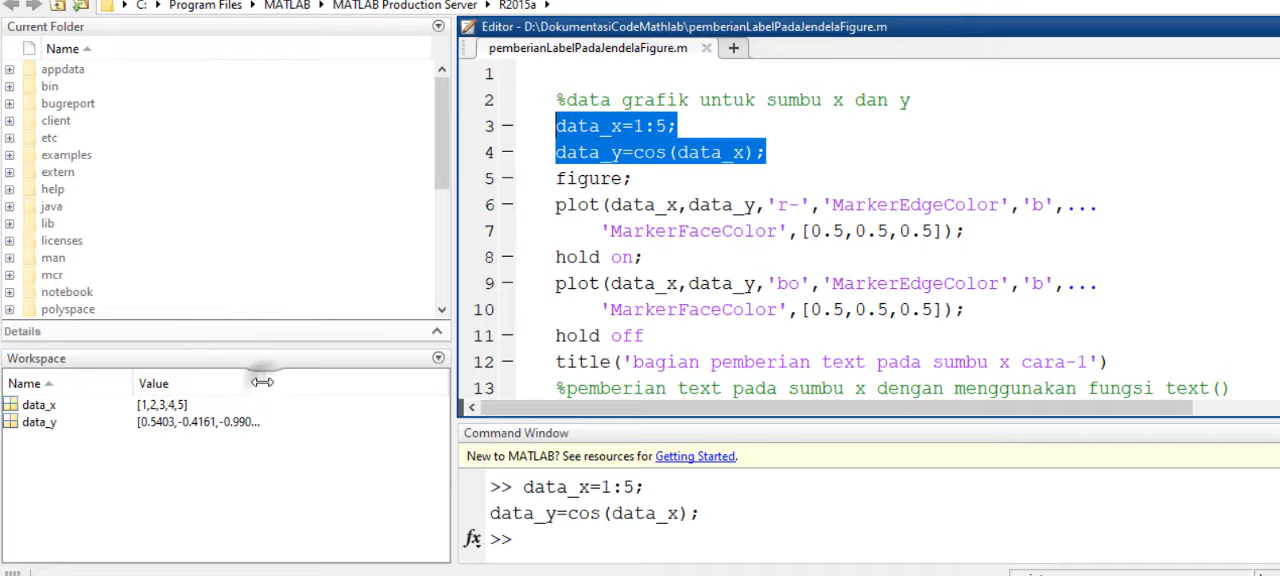 C: ▸ Program Files ▸ MATLAB ▸ MATLAB Production Server ▸ R2015a ▸
Current Folder
Name
appdata
bin
bugreport
client
etc
examples
extern
help
java
lib
licenses
man
mcr
notebook
polyspace
Details
Workspace
Name Value
data_x [1,2,3,4,5]
data_y [0.5403,-0.4161,-0.990...
Editor - D:\DokumentasiCodeMathlab\pemberianLabelPadaJendelaFigure.m
pemberianLabelPadaJendelaFigure.m
1
2 %data grafik untuk sumbu x dan y
3 data_x=1:5;
4 data_y=cos(data_x);
5 figure;
6 plot(data_x,data_y,'r-','MarkerEdgeColor','b',...
7 'MarkerFaceColor',[0.5,0.5,0.5]);
8 hold on;
9 plot(data_x,data_y,'bo','MarkerEdgeColor','b',...
10 'MarkerFaceColor',[0.5,0.5,0.5]);
11 hold off
12 title('bagian pemberian text pada sumbu x cara-1')
13 %pemberian text pada sumbu x dengan menggunakan fungsi text()
Command Window
New to MATLAB? See resources for Getting Started.
>> data_x=1:5;
data_y=cos(data_x);
fx >>